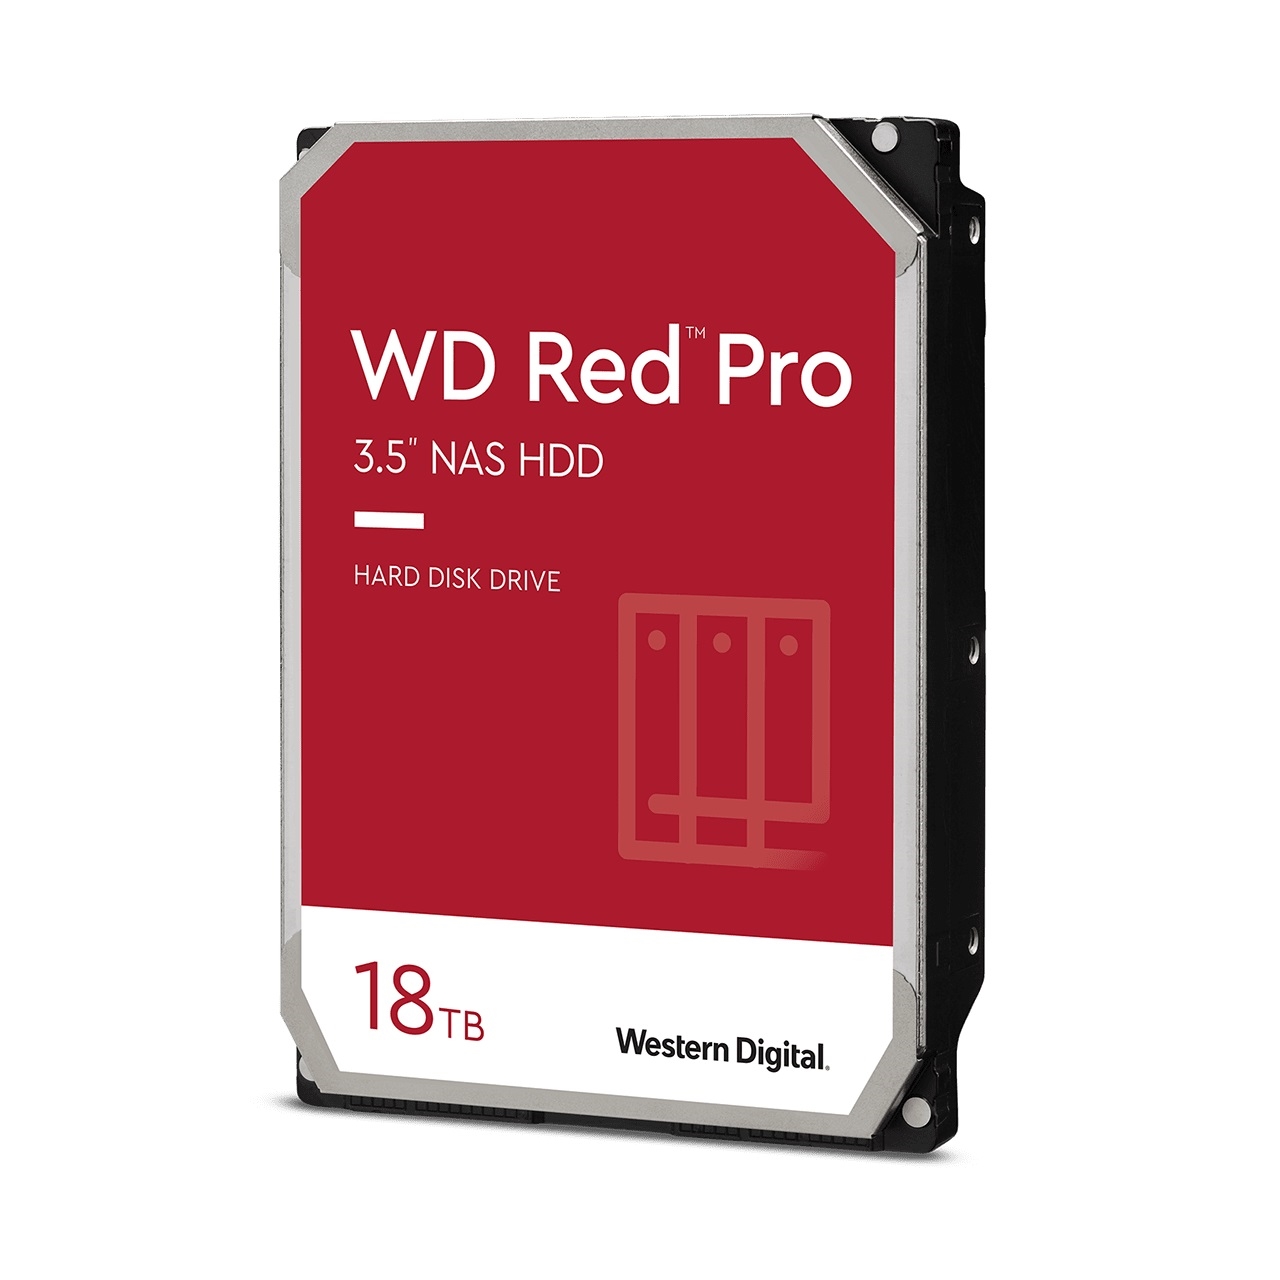 WD Red™ Pro
3.5" NAS HDD
HARD DISK DRIVE
18TB
Western Digital®